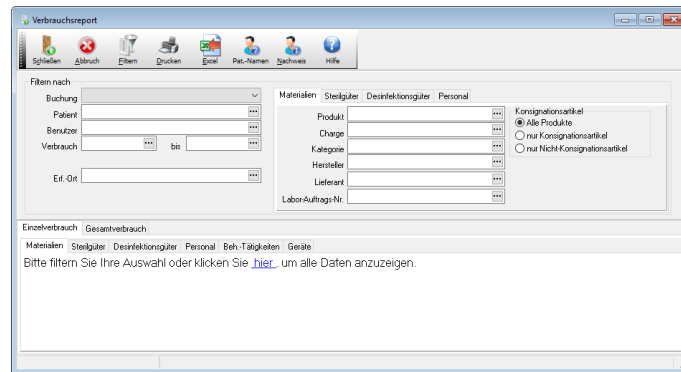 Verbrauchsreport
Schließen Abbruch Filtern Drucken Excel Pat.-Namen Nachweis Hilfe
Filtern nach
Buchung
Patient
Benutzer
Verbrauch bis
Erf.-Ort
Materialien Sterilgüter Desinfektionsgüter Personal
Produkt
Charge
Kategorie
Hersteller
Lieferant
Labor-Auftrags-Nr.
Konsignationsartikel
Alle Produkte
nur Konsignationsartikel
nur Nicht-Konsignationsartikel
Einzelverbrauch Gesamtverbrauch
Materialien Sterilgüter Desinfektionsgüter Personal Beh.-Tätigkeiten Geräte
Bitte filtern Sie Ihre Auswahl oder klicken Sie hier , um alle Daten anzuzeigen.